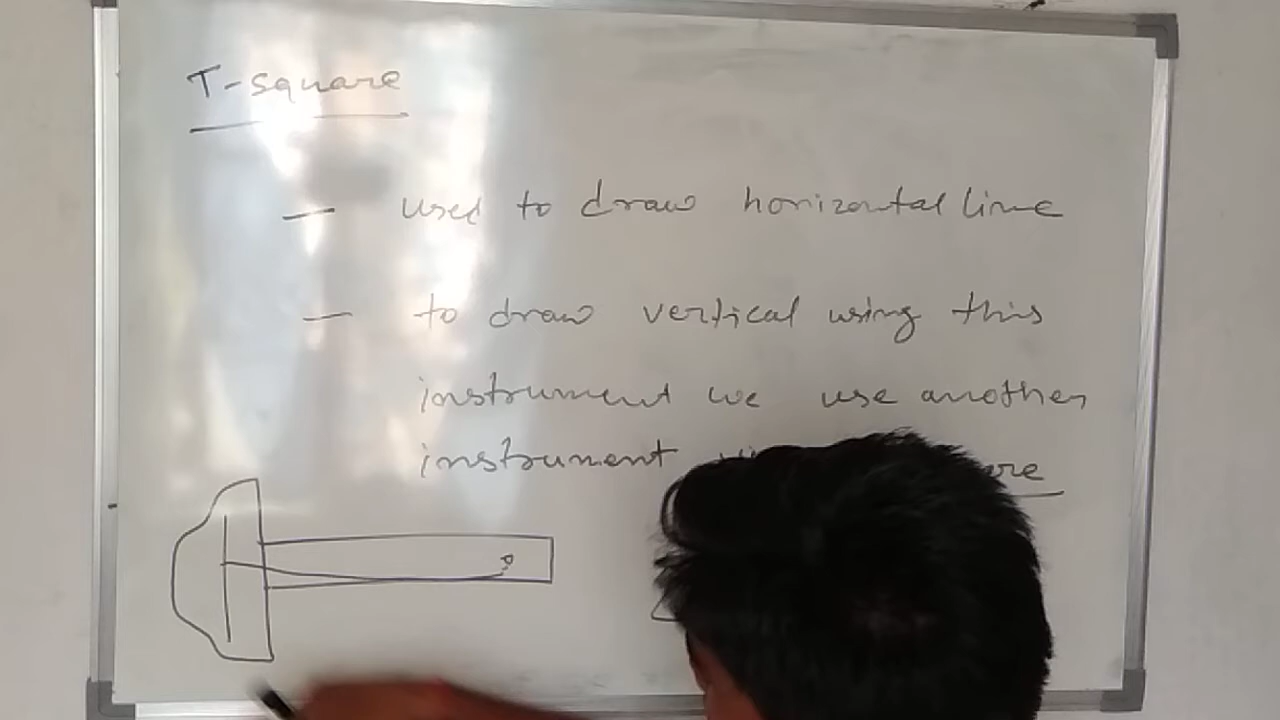 T-square
— used to draw horizontal line
— to draw vertical using this
instrument we use another
instrument